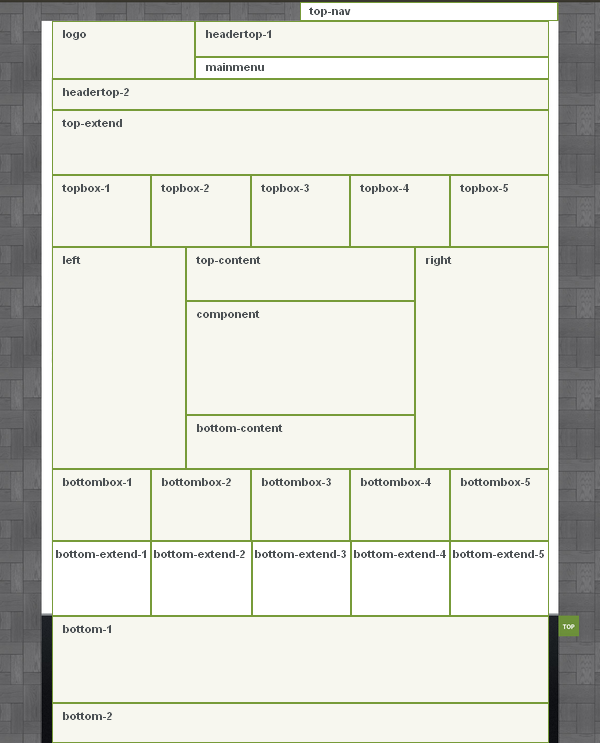 top-nav
logo
headertop-1
mainmenu
headertop-2
top-extend
topbox-1 topbox-2 topbox-3 topbox-4 topbox-5
left
top-content
right
component
bottom-content
bottombox-1 bottombox-2 bottombox-3 bottombox-4 bottombox-5
bottom-extend-1 bottom-extend-2 bottom-extend-3 bottom-extend-4 bottom-extend-5
bottom-1
TOP
bottom-2